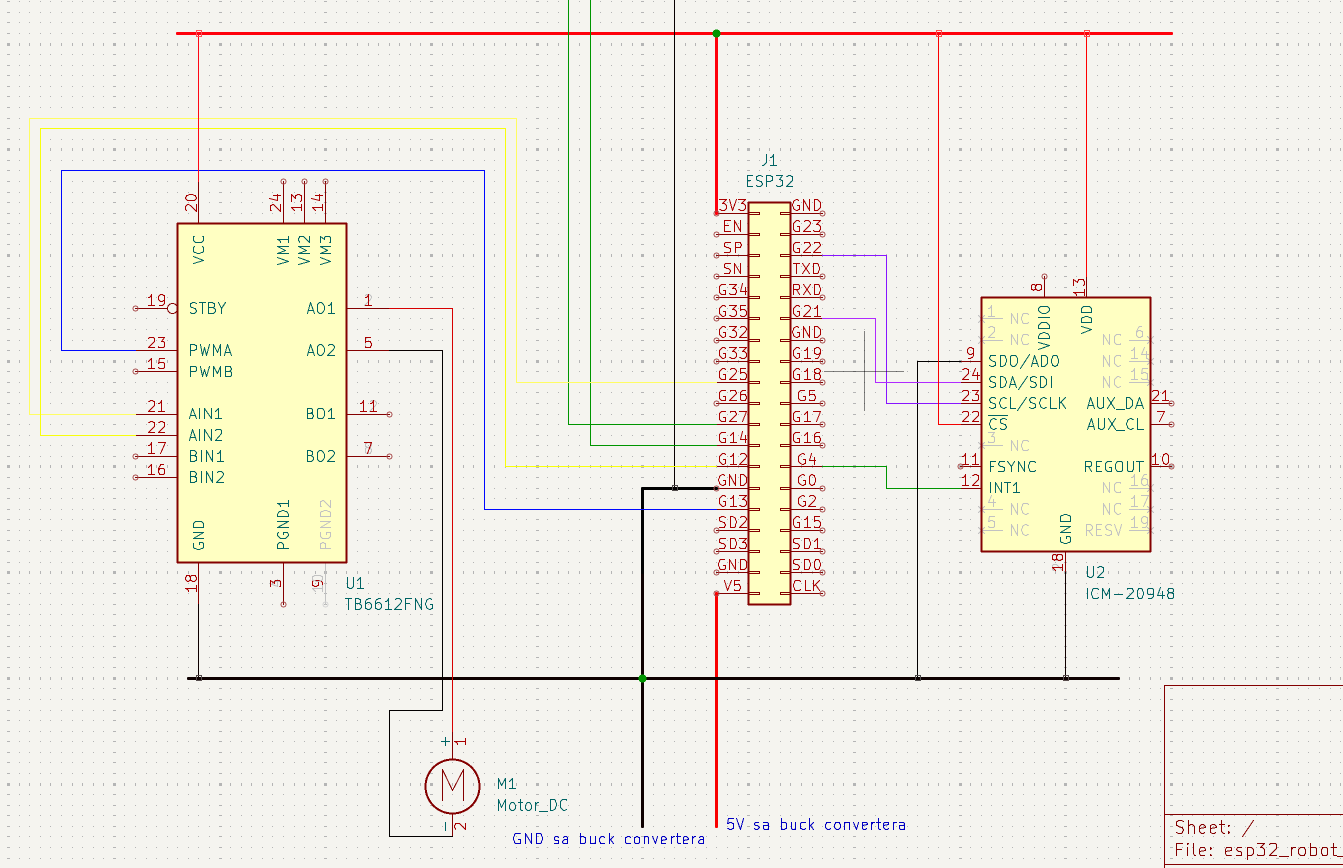 J1
ESP32
3V3
EN
SP
SN
G34
G35
G32
G33
G25
G26
G27
G14
G12
GND
G13
SD2
SD3
GND
V5
GND
G23
G22
TXD
RXD
G21
GND
G19
G18
G5
G17
G16
G4
G0
G2
G15
SD1
SD0
CLK
20
24
13
14
VCC
VM1
VM2
VM3
19 STBY
23 PWMA
15 PWMB
21 AIN1
22 AIN2
17 BIN1
16 BIN2
AO1 1
AO2 5
BO1 11
BO2 7
GND
PGND1
PGND2
18
3
9
U1
TB6612FNG
8
13
VDDIO
VDD
1 NC
2 NC
9 SDO/AD0
24 SDA/SDI
23 SCL/SCLK
22 CS
3 NC
11 FSYNC
12 INT1
4 NC
5 NC
NC 6
NC 14
NC 15
AUX_DA 21
AUX_CL 7
REGOUT 10
NC 16
NC 17
RESV 19
GND
18
U2
ICM-20948
+ 1
M
- 2
M1
Motor_DC
GND sa buck convertera
5V sa buck convertera
Sheet: /
File: esp32_robot_